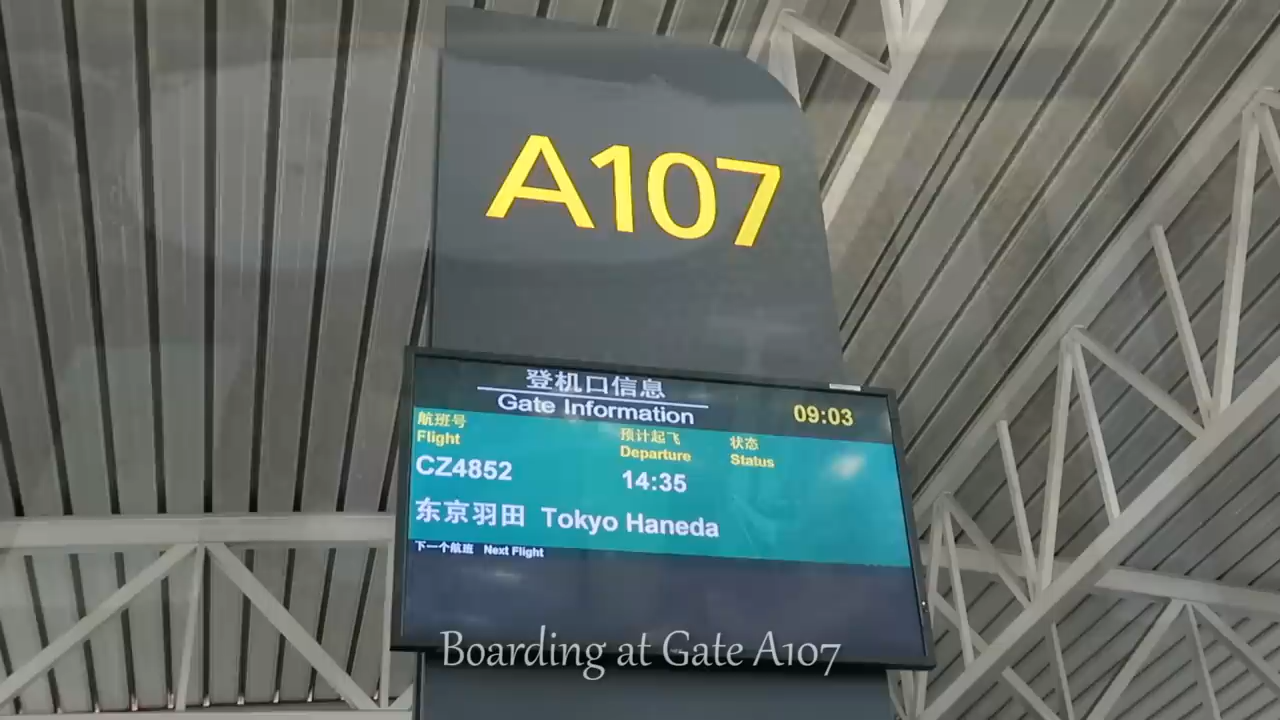 A107
登机口信息
Gate Information
09:03
航班号 预计起飞 状态
Flight Departure Status
CZ4852 14:35
东京羽田 Tokyo Haneda
下一个航班 Next Flight
Boarding at Gate A107